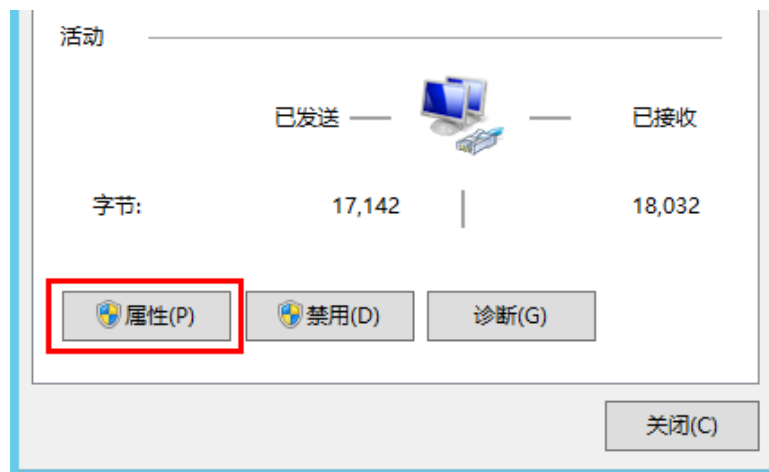 活动
已发送 已接收
字节: 17,142 18,032
属性(P) 禁用(D) 诊断(G)
关闭(C)